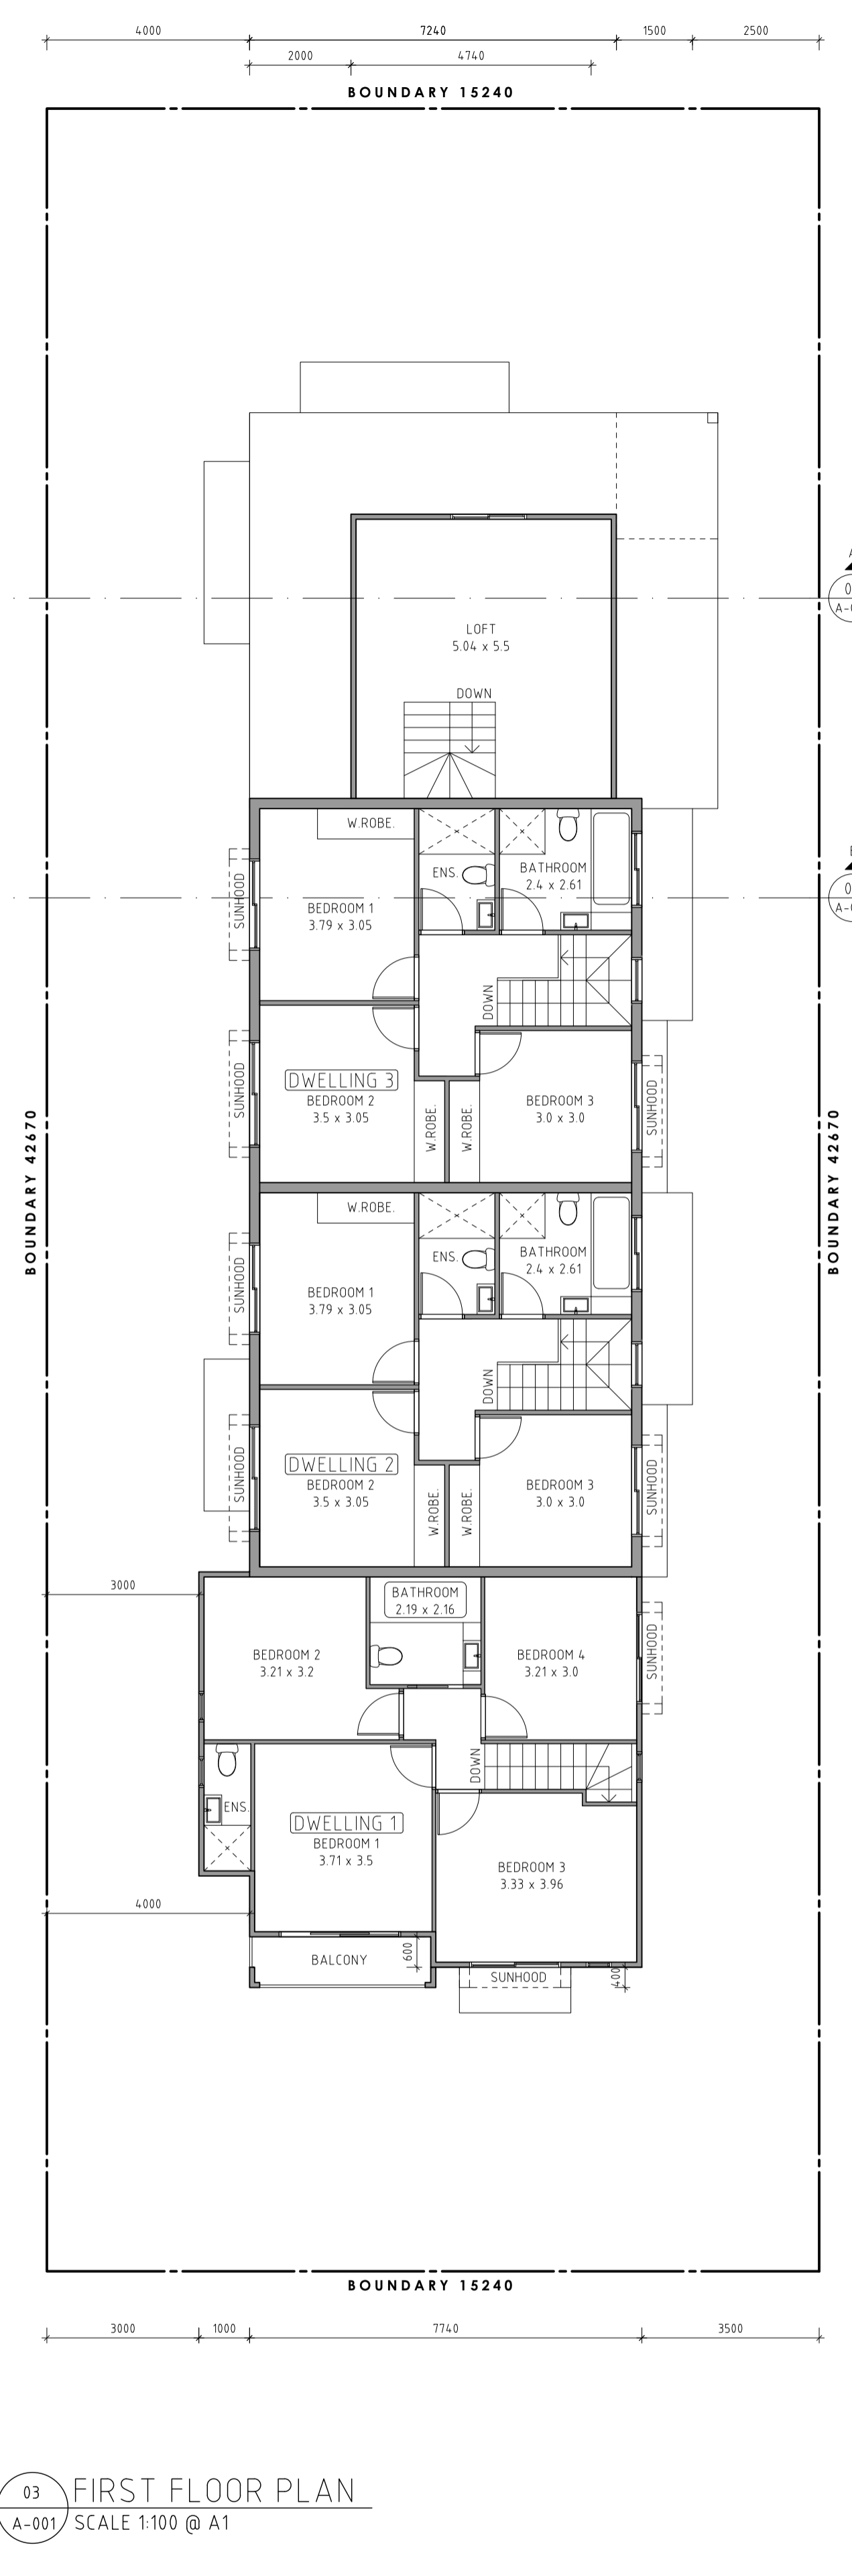 4000 7240 1500 2500
2000 4740
BOUNDARY 15240
LOFT
5.04 x 5.5
DOWN
W.ROBE.
ENS.
BATHROOM
2.4 x 2.61
SUNHOOD
BEDROOM 1
3.79 x 3.05
DOWN
DWELLING 3
BEDROOM 2
3.5 x 3.05
SUNHOOD
W.ROBE.
W.ROBE.
BEDROOM 3
3.0 x 3.0
SUNHOOD
BOUNDARY 42670
BOUNDARY 42670
W.ROBE.
ENS.
BATHROOM
2.4 x 2.61
SUNHOOD
BEDROOM 1
3.79 x 3.05
DOWN
DWELLING 2
BEDROOM 2
3.5 x 3.05
SUNHOOD
W.ROBE.
W.ROBE.
BEDROOM 3
3.0 x 3.0
SUNHOOD
3000
BATHROOM
2.19 x 2.16
BEDROOM 2
3.21 x 3.2
BEDROOM 4
3.21 x 3.0
SUNHOOD
DOWN
ENS.
DWELLING 1
BEDROOM 1
3.71 x 3.5
BEDROOM 3
3.33 x 3.96
4000
BALCONY
600
SUNHOOD
400
BOUNDARY 15240
3000 1000 7740 3500
03
A-001
FIRST FLOOR PLAN
SCALE 1:100 @ A1